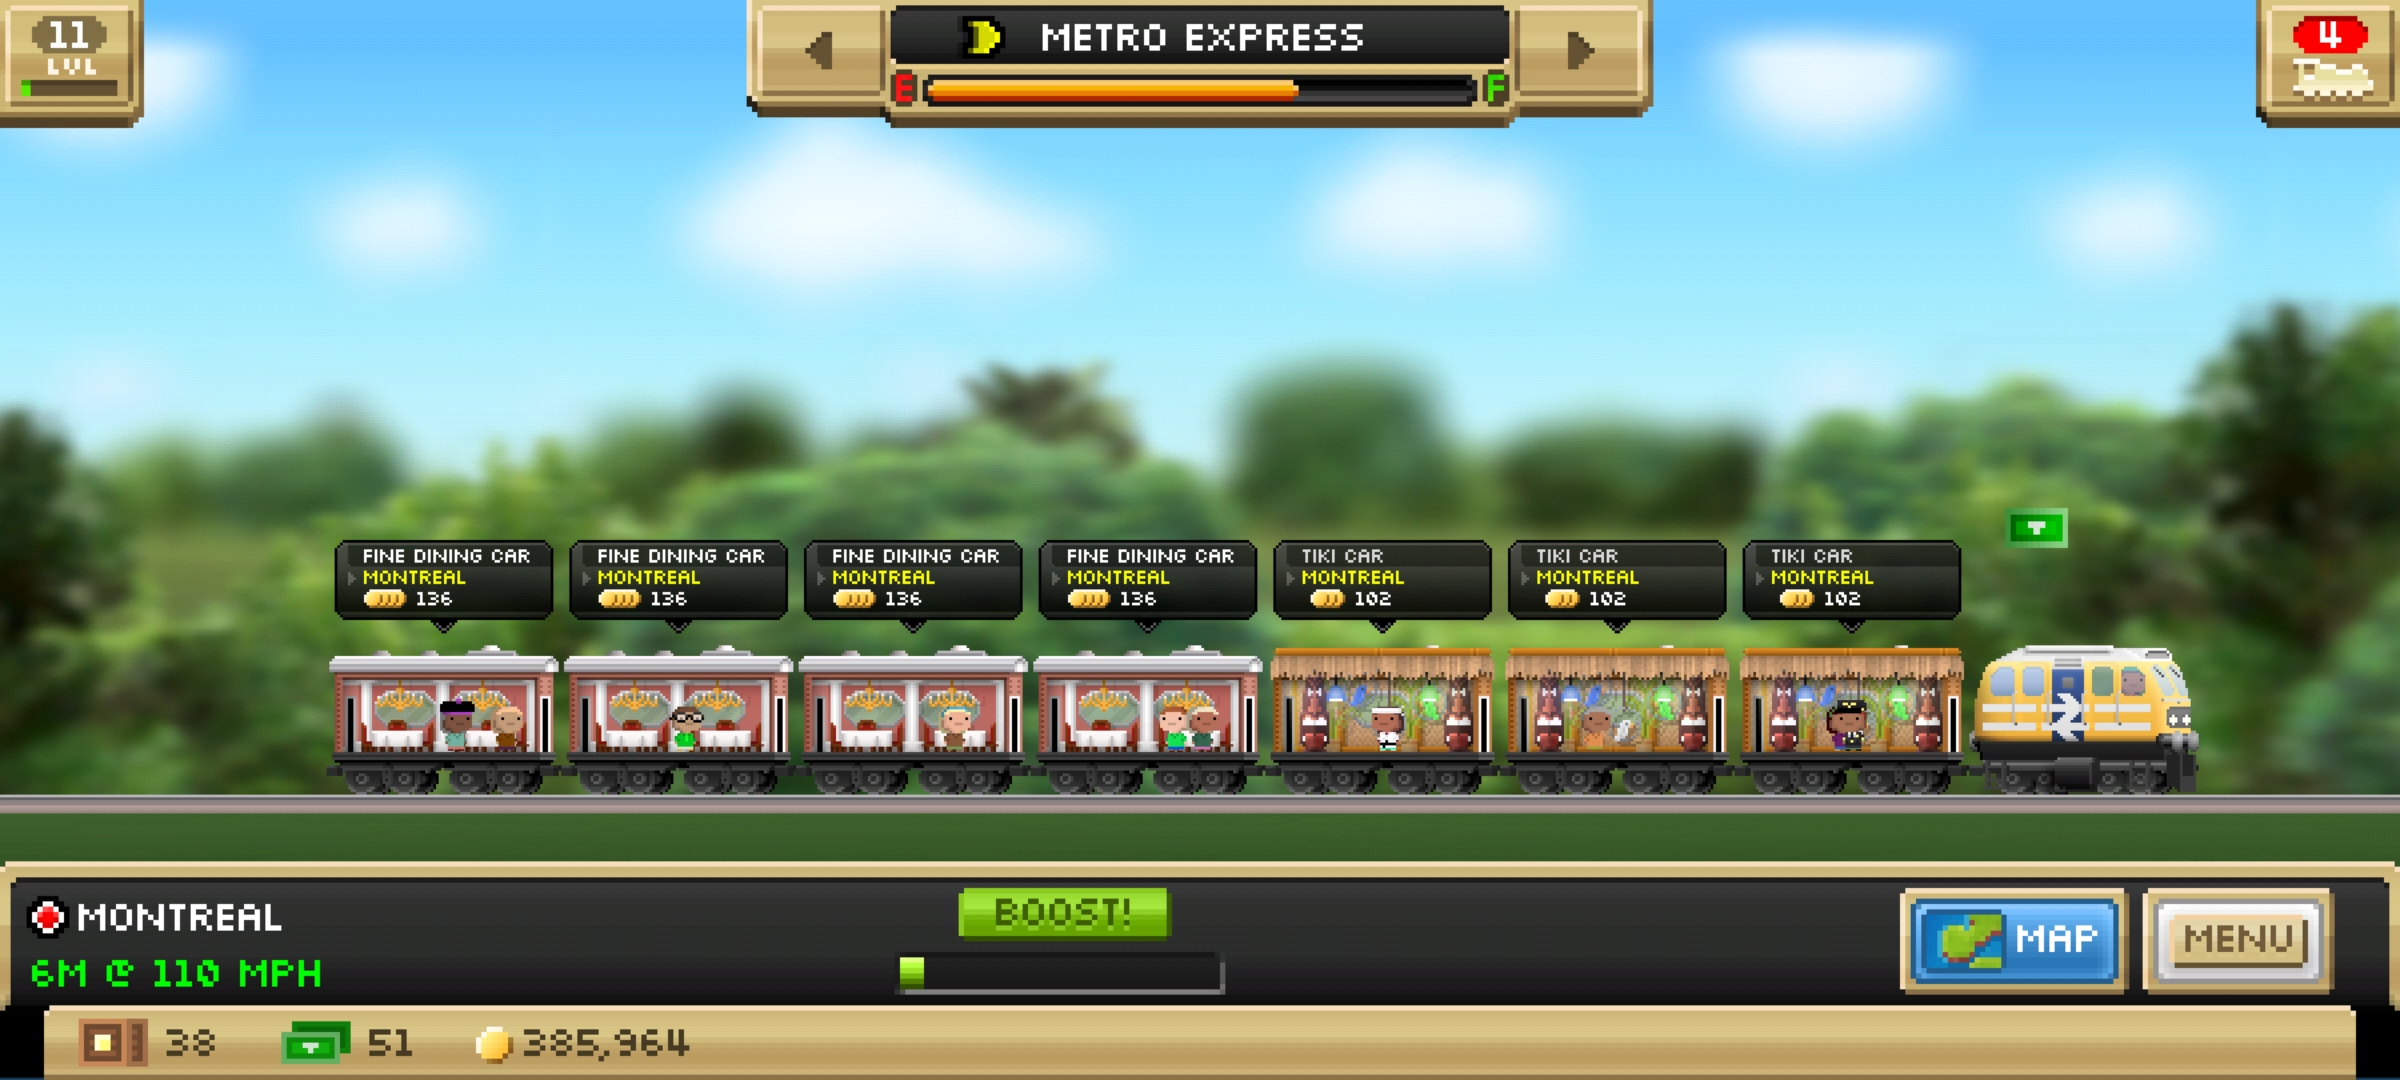 11
LVL
METRO EXPRESS
E F
4
FINE DINING CAR
MONTREAL
136
FINE DINING CAR
MONTREAL
136
FINE DINING CAR
MONTREAL
136
FINE DINING CAR
MONTREAL
136
TIKI CAR
MONTREAL
102
TIKI CAR
MONTREAL
102
TIKI CAR
MONTREAL
102
MONTREAL
6M @ 110 MPH
BOOST!
MAP
MENU
38
51
385,964